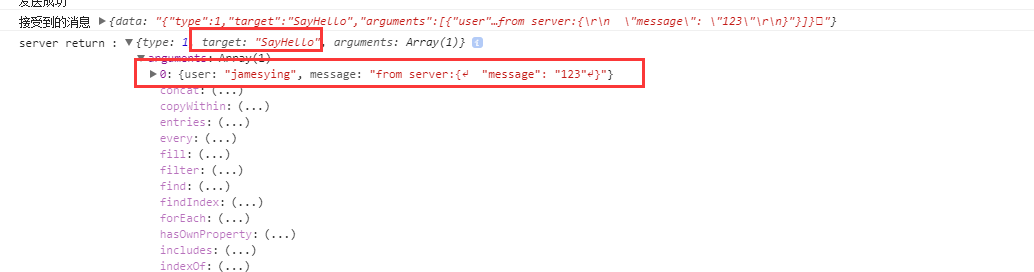 发送成功
接受到的消息 ▶{data: "{"type":1,"target":"SayHello","arguments":[{"user"…from server:{\r\n  \"message\": \"123\"\r\n}"}]}"}
server return : ▼{type: 1, target: "SayHello", arguments: Array(1)}
▼arguments: Array(1)
▶0: {user: "jamesying", message: "from server:{↵  "message": "123"↵}"}
concat: (...)
copyWithin: (...)
entries: (...)
every: (...)
fill: (...)
filter: (...)
find: (...)
findIndex: (...)
forEach: (...)
hasOwnProperty: (...)
includes: (...)
indexOf: (...)